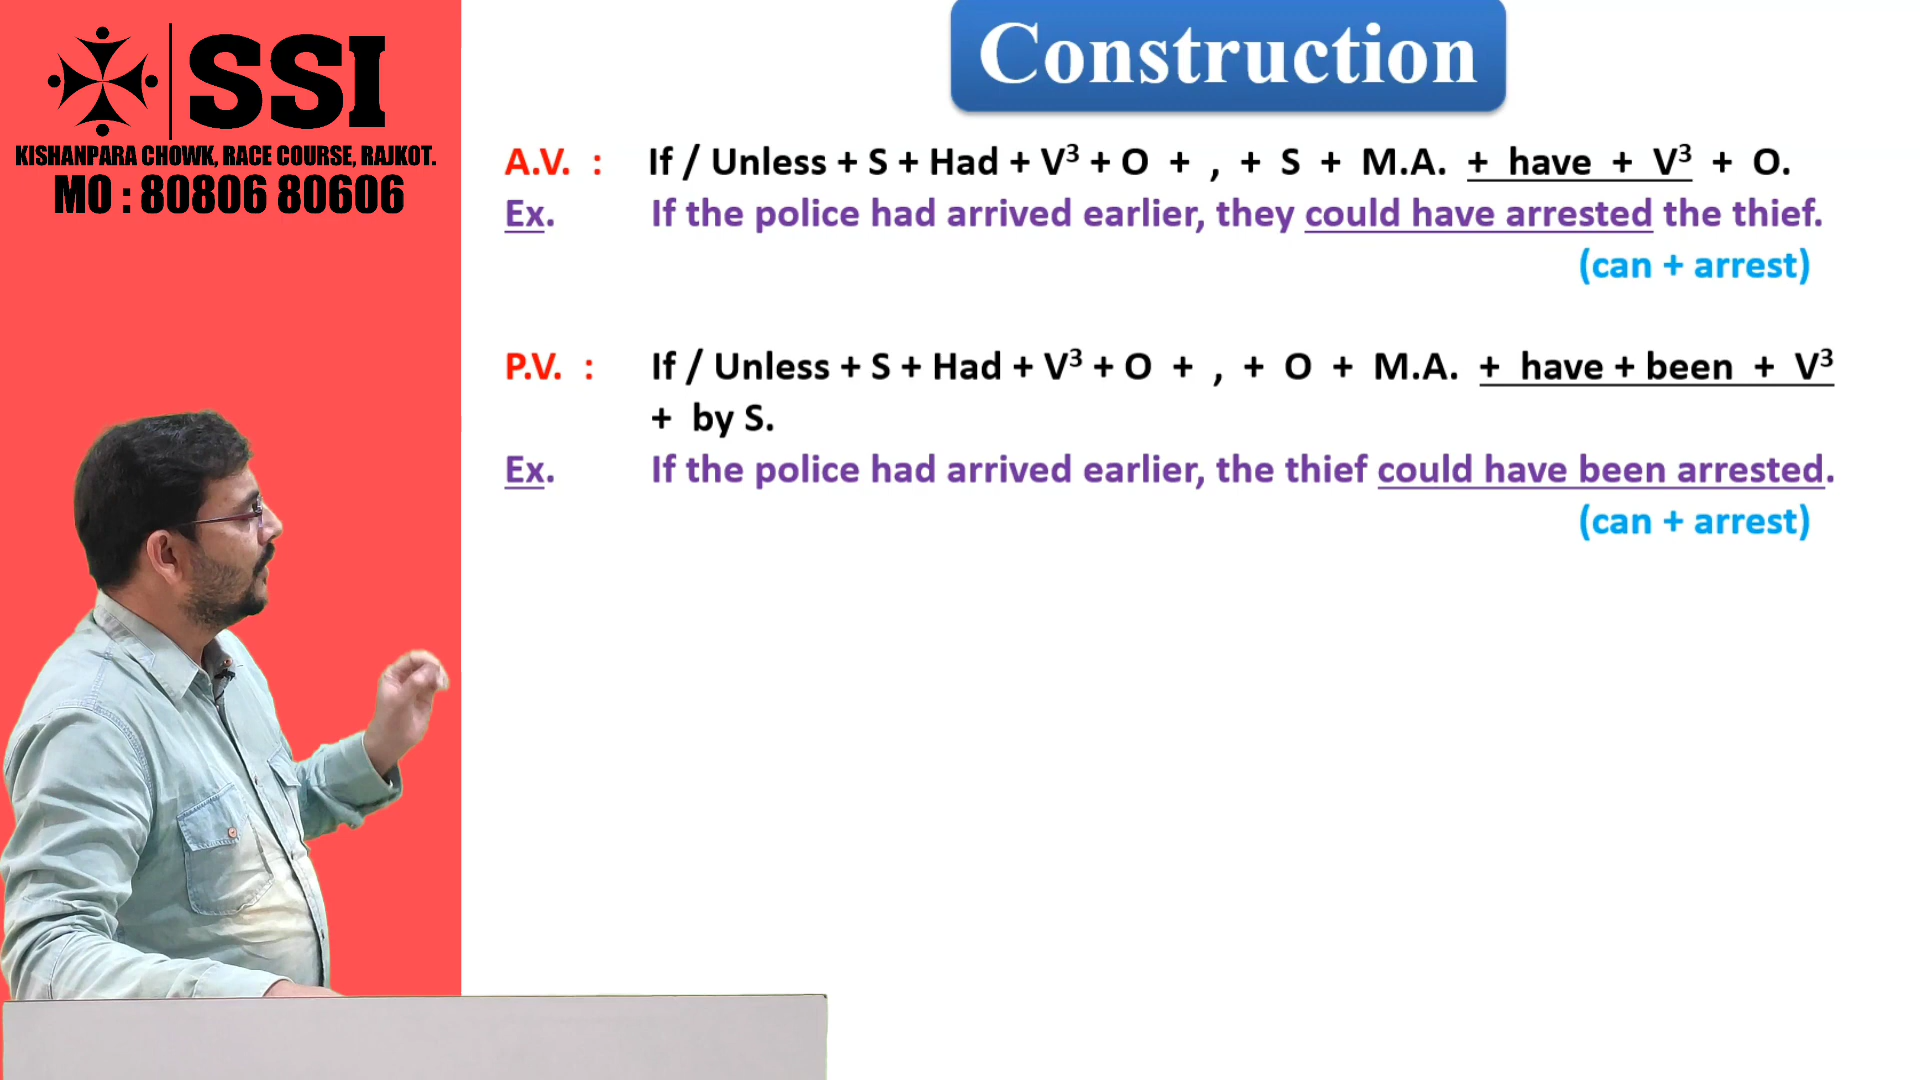 SSI
KISHANPARA CHOWK, RACE COURSE, RAJKOT.
MO : 80806 80606
Construction
A.V. : If / Unless + S + Had + V³ + O + , + S + M.A. + have + V³ + O.
Ex. If the police had arrived earlier, they could have arrested the thief.
(can + arrest)
P.V. : If / Unless + S + Had + V³ + O + , + O + M.A. + have + been + V³
+ by S.
Ex. If the police had arrived earlier, the thief could have been arrested.
(can + arrest)